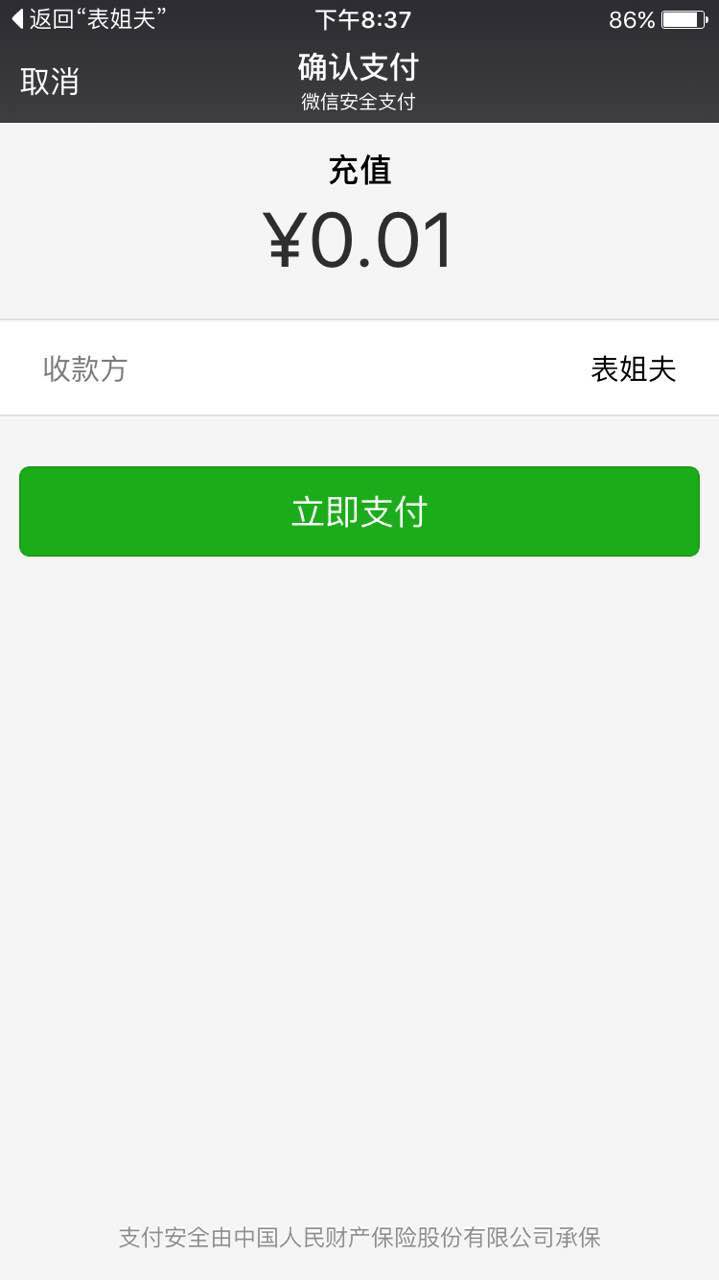 返回“表姐夫”
下午8:37
86%
取消
确认支付
微信安全支付
充值
¥0.01
收款方
表姐夫
立即支付
支付安全由中国人民财产保险股份有限公司承保